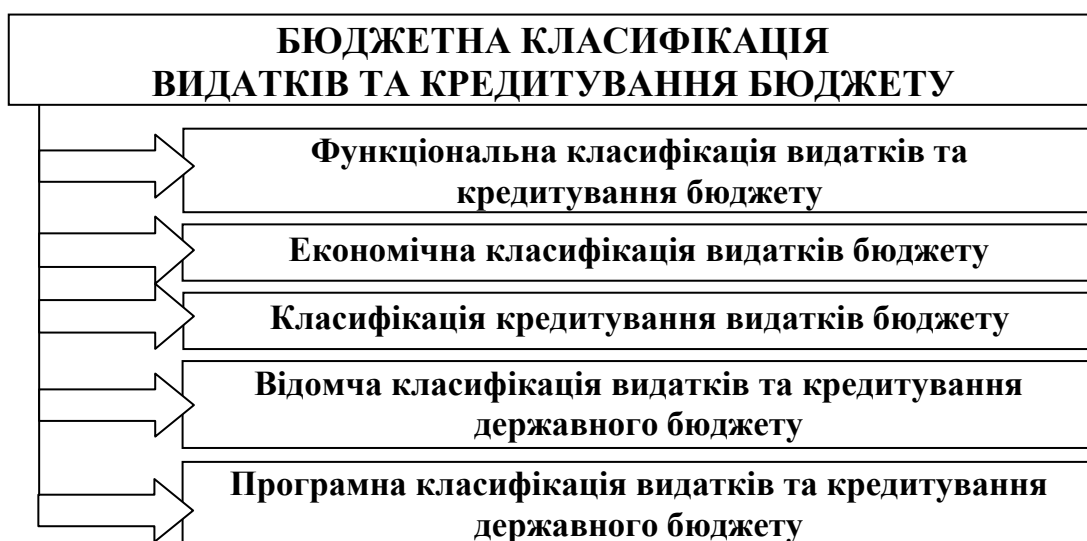 БЮДЖЕТНА КЛАСИФІКАЦІЯ
ВИДАТКІВ ТА КРЕДИТУВАННЯ БЮДЖЕТУ
Функціональна класифікація видатків та
кредитування бюджету
Економічна класифікація видатків бюджету
Класифікація кредитування видатків бюджету
Відомча класифікація видатків та кредитування
державного бюджету
Програмна класифікація видатків та кредитування
державного бюджету